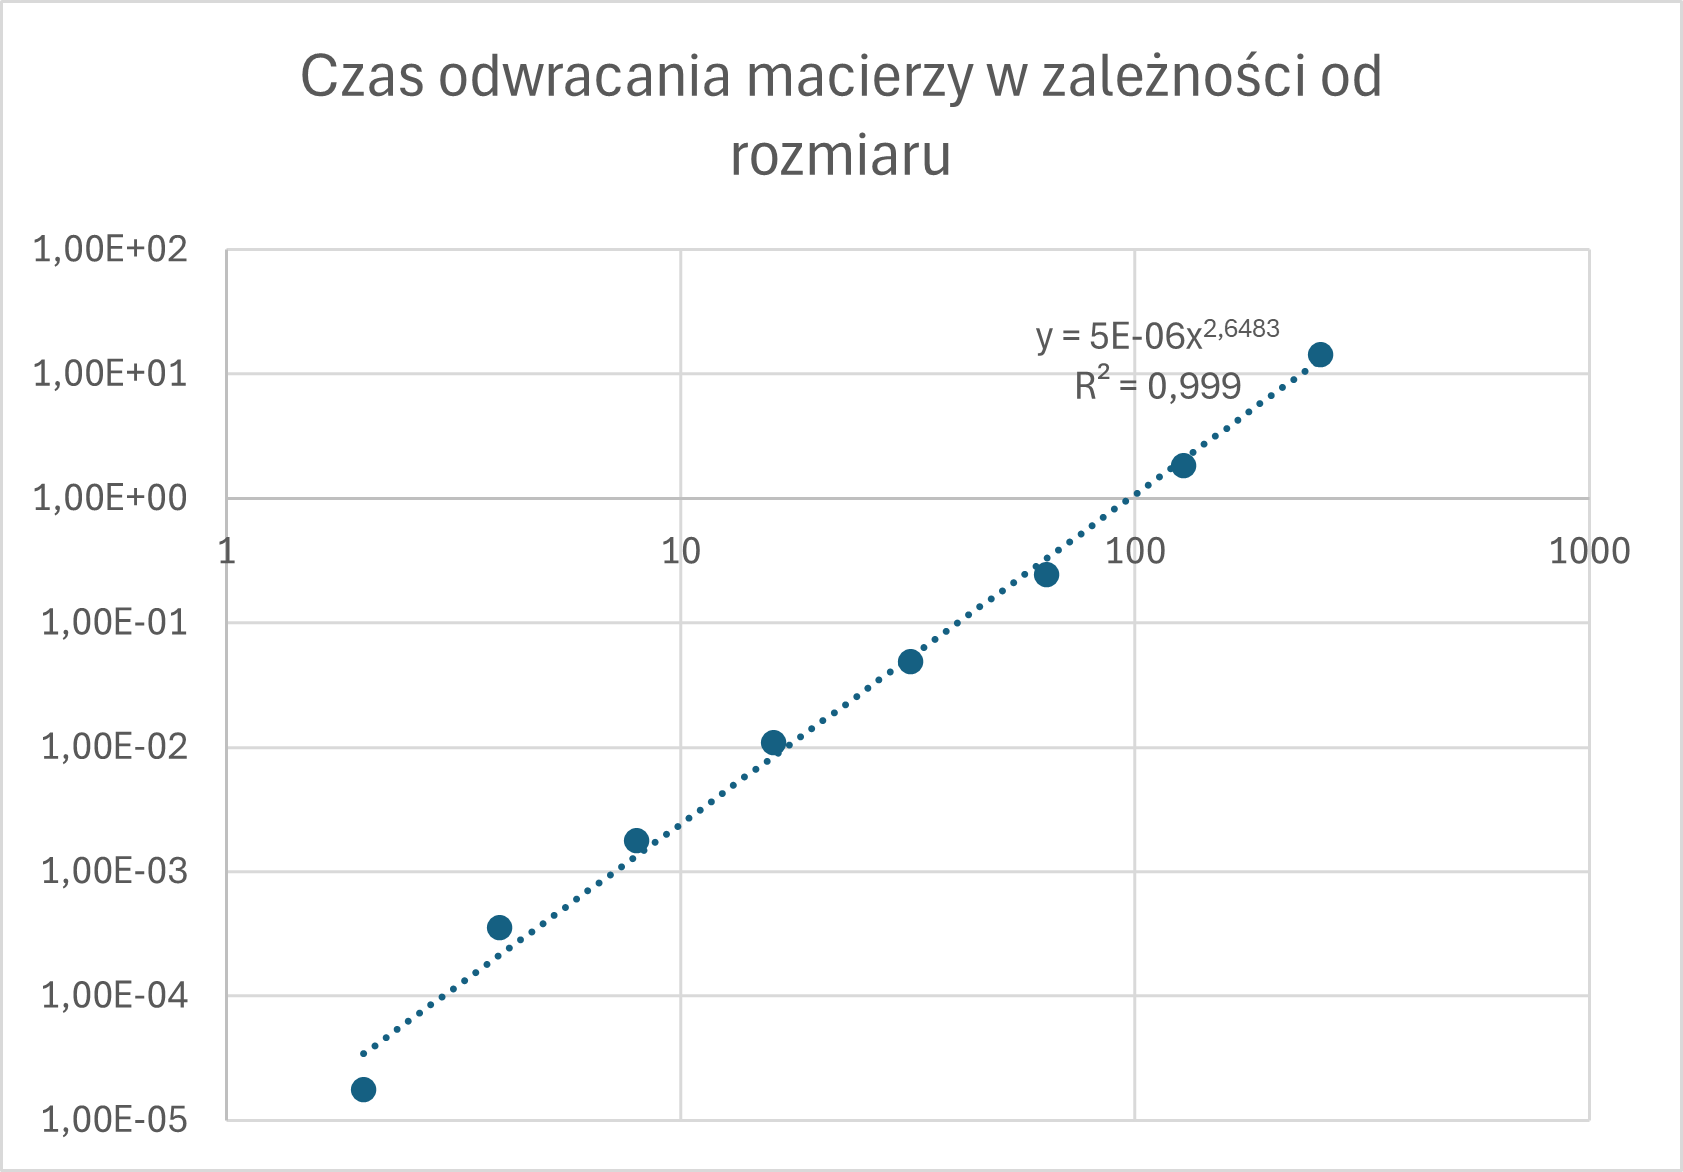 Czas odwracania macierzy w zależności od
rozmiaru
1,00E+02
y = 5E-06x^2,6483
1,00E+01
R² = 0,999
1,00E+00
1 10 100 1000
1,00E-01
1,00E-02
1,00E-03
1,00E-04
1,00E-05